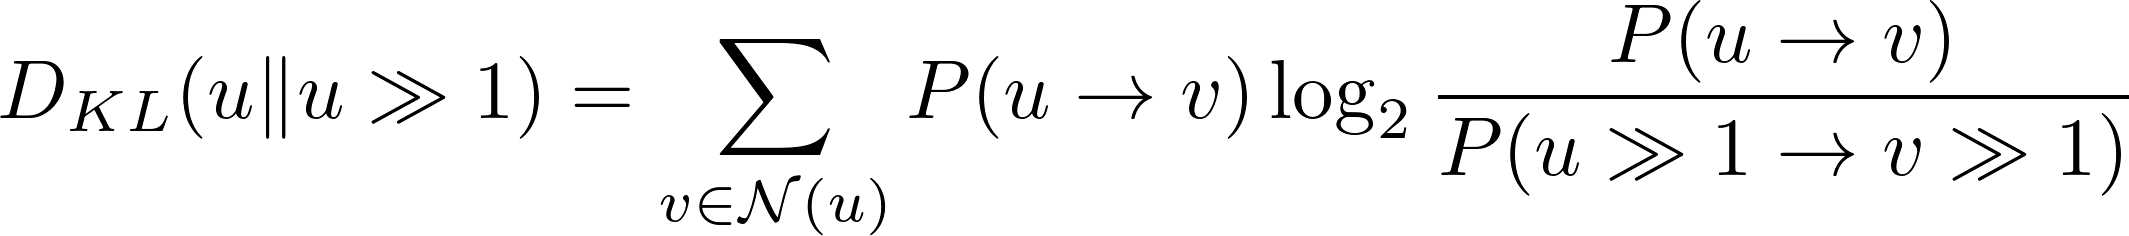 D_{KL}(u \| u \gg 1) = \sum_{v \in \mathcal{N}(u)} P(u \to v) \log_2 \frac{P(u \to v)}{P(u \gg 1 \to v \gg 1)}